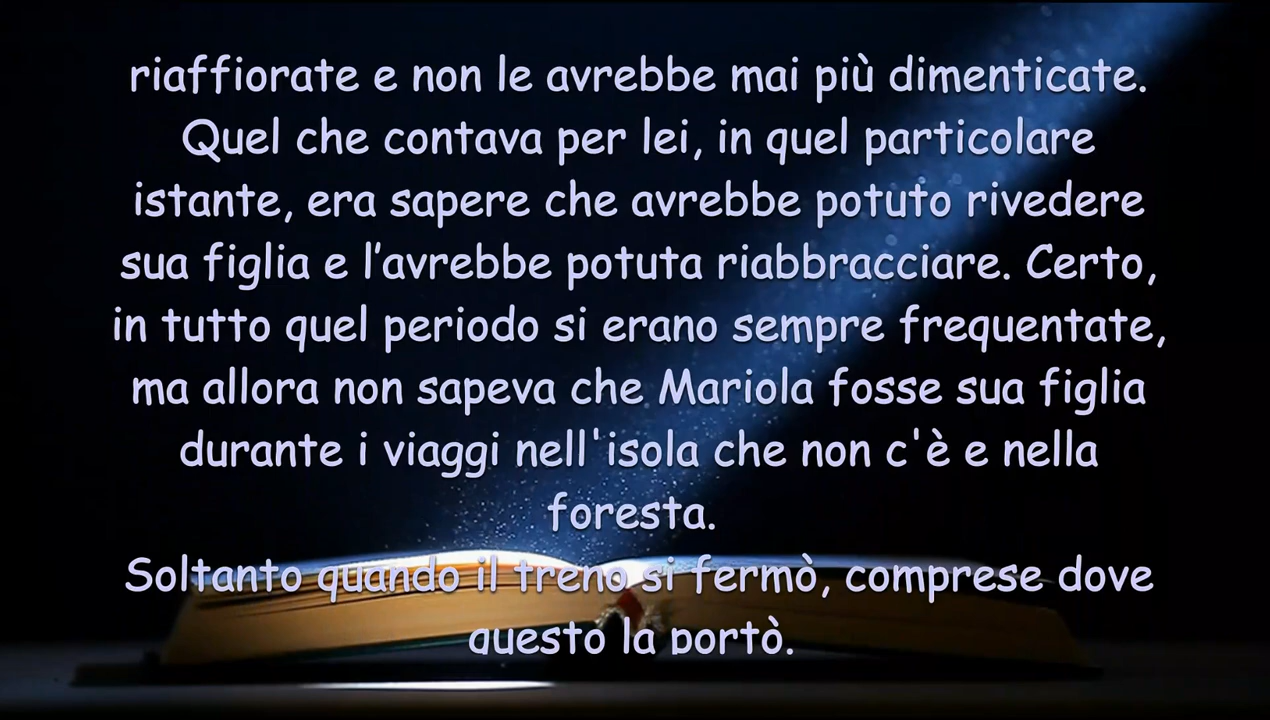 riaffiorate e non le avrebbe mai più dimenticate.
Quel che contava per lei, in quel particolare
istante, era sapere che avrebbe potuto rivedere
sua figlia e l’avrebbe potuta riabbracciare. Certo,
in tutto quel periodo si erano sempre frequentate,
ma allora non sapeva che Mariola fosse sua figlia
durante i viaggi nell'isola che non c'è e nella
foresta.
Soltanto quando il treno si fermò, comprese dove
questo la portò.